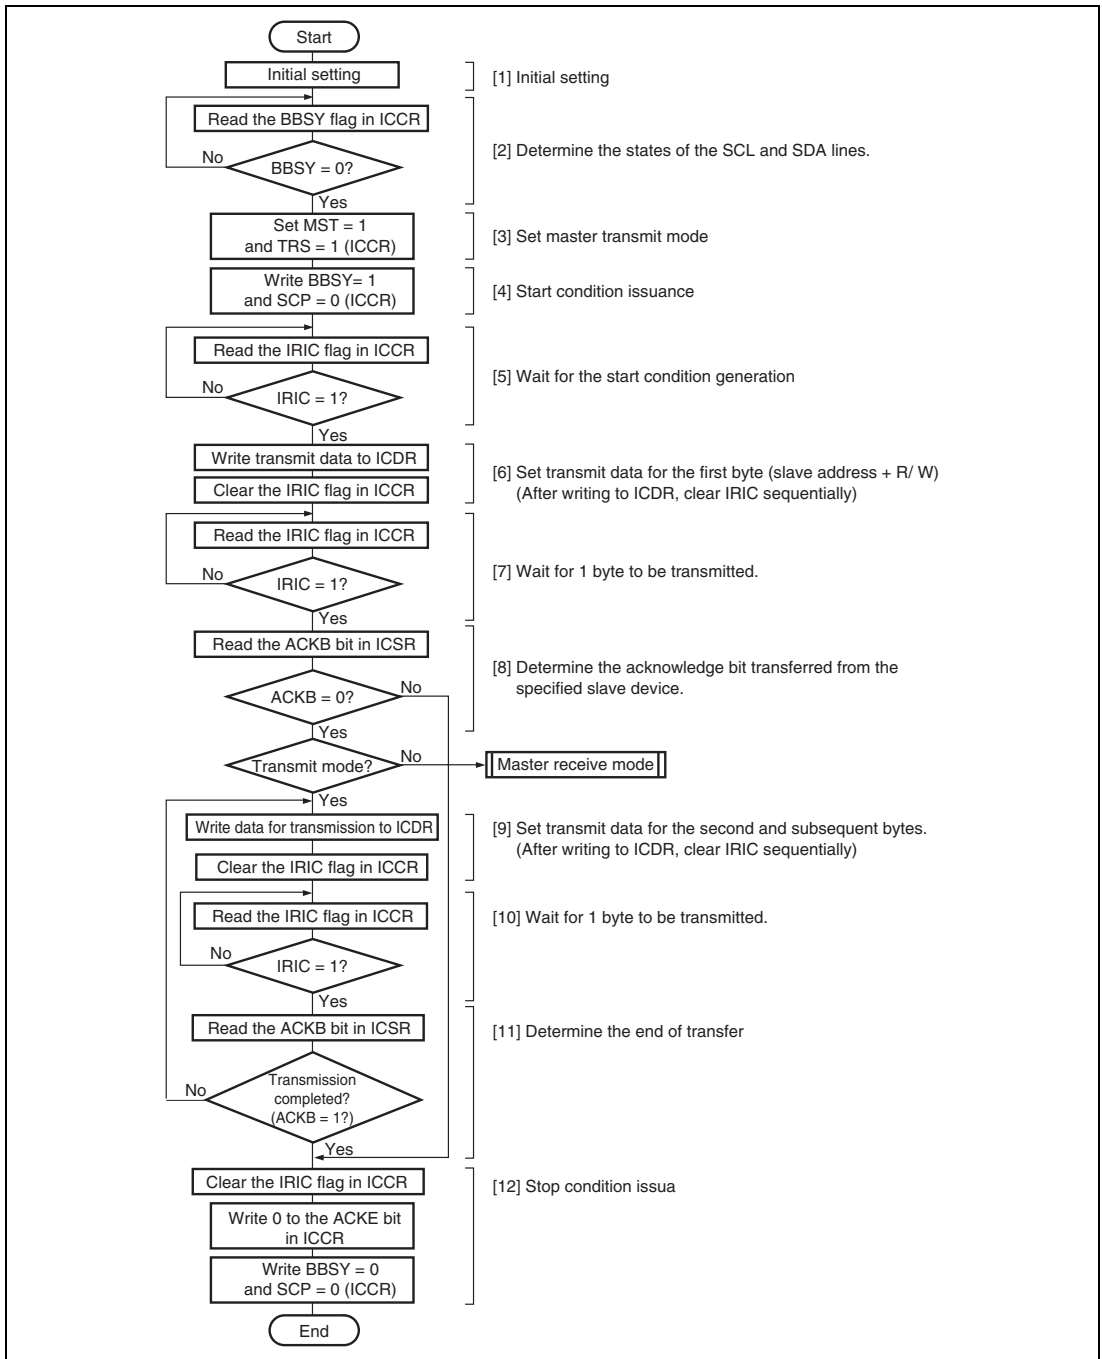 Start
Initial setting
[1] Initial setting
Read the BBSY flag in ICCR
[2] Determine the states of the SCL and SDA lines.
No
BBSY = 0?
Yes
Set MST = 1
and TRS = 1 (ICCR)
[3] Set master transmit mode
Write BBSY= 1
and SCP = 0 (ICCR)
[4] Start condition issuance
Read the IRIC flag in ICCR
[5] Wait for the start condition generation
No
IRIC = 1?
Yes
Write transmit data to ICDR
Clear the IRIC flag in ICCR
[6] Set transmit data for the first byte (slave address + R/ W)
(After writing to ICDR, clear IRIC sequentially)
Read the IRIC flag in ICCR
[7] Wait for 1 byte to be transmitted.
No
IRIC = 1?
Yes
Read the ACKB bit in ICSR
[8] Determine the acknowledge bit transferred from the
specified slave device.
ACKB = 0?
No
Yes
Transmit mode?
No
Master receive mode
Yes
Write data for transmission to ICDR
[9] Set transmit data for the second and subsequent bytes.
(After writing to ICDR, clear IRIC sequentially)
Clear the IRIC flag in ICCR
Read the IRIC flag in ICCR
[10] Wait for 1 byte to be transmitted.
No
IRIC = 1?
Yes
Read the ACKB bit in ICSR
[11] Determine the end of transfer
No
Transmission
completed?
(ACKB = 1?)
Yes
Clear the IRIC flag in ICCR
[12] Stop condition issua
Write 0 to the ACKE bit
in ICCR
Write BBSY = 0
and SCP = 0 (ICCR)
End